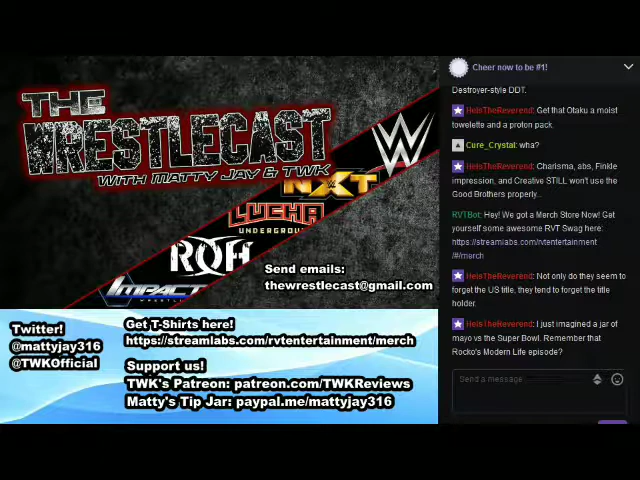 THE
WRESTLECAST
WITH MATTY JAY & TWK
W
NXT
LUCHA
UNDERGROUND
ROH
IMPACT
WRESTLING
Send emails:
thewrestlecast@gmail.com
Twitter!
@mattyjay316
@TWKOfficial
Get T-Shirts here!
https://streamlabs.com/rvtentertainment/merch
Support us!
TWK's Patreon: patreon.com/TWKReviews
Matty's Tip Jar: paypal.me/mattyjay316
Cheer now to be #1!
Destroyer-style DDT.
HeIsTheReverend: Get that Otaku a moist
towelette and a proton pack.
Cure_Crystal: wha?
HeIsTheReverend: Charisma, abs, Finkle
impression, and Creative STILL won't use the
Good Brothers properly...
RVTBot: Hey! We got a Merch Store Now! Get
yourself some awesome RVT Swag here:
https://streamlabs.com/rvtentertainment
/#/merch
HeIsTheReverend: Not only do they seem to
forget the US title, they tend to forget the title
holder.
HeIsTheReverend: I just imagined a jar of
mayo vs the Super Bowl. Remember that
Rocko's Modern Life episode?
Send a message